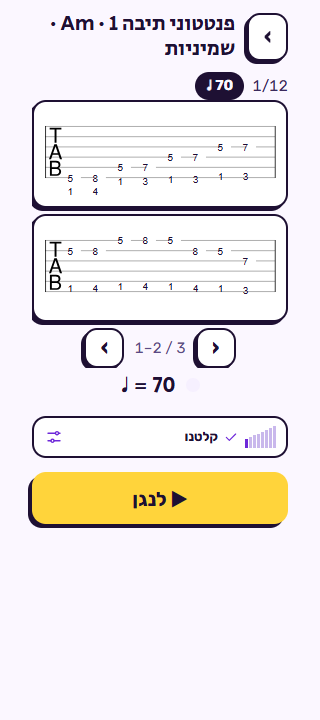 פנטטוני תיבה 1 · Am ·
שמיניות
1/12
♩ 70
T
A
B
5 8 5 7 5 7 5 7
1 4 1 3 1 3 1 3
T
A
B
5 8 5 8 5 8 5 7
1 4 1 4 1 4 1 3
1–2 / 3
♩ = 70
קלטנו
לנגן